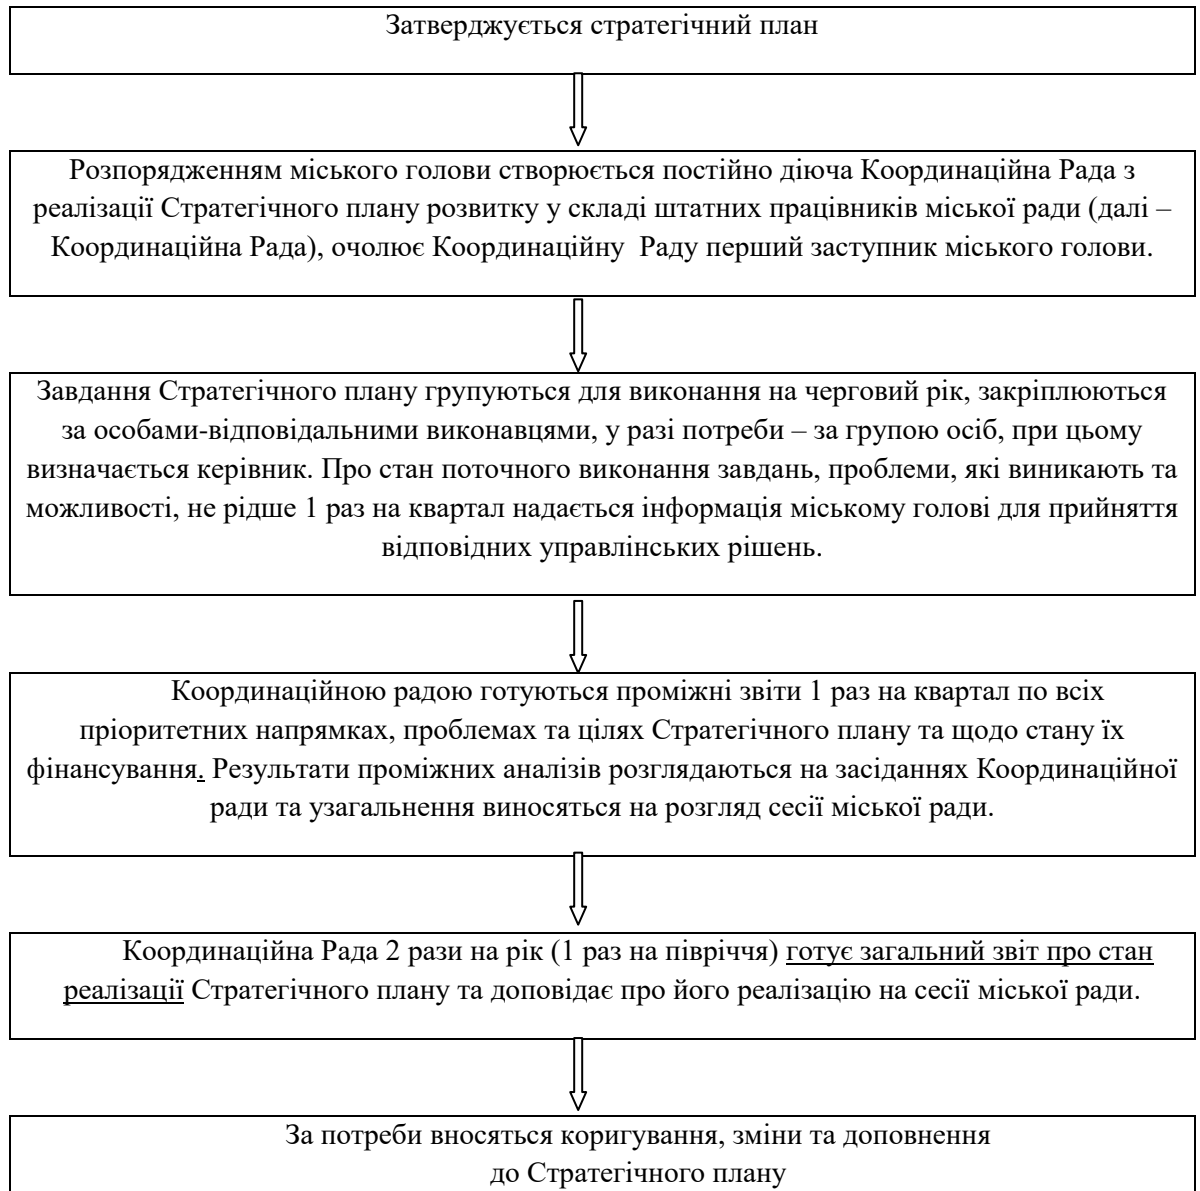 Затверджується стратегічний план
Розпорядженням міського голови створюється постійно діюча Координаційна Рада з
реалізації Стратегічного плану розвитку у складі штатних працівників міської ради (далі –
Координаційна Рада), очолює Координаційну Раду перший заступник міського голови.
Завдання Стратегічного плану групуються для виконання на черговий рік, закріплюються
за особами-відповідальними виконавцями, у разі потреби – за групою осіб, при цьому
визначається керівник. Про стан поточного виконання завдань, проблеми, які виникають та
можливості, не рідше 1 раз на квартал надається інформація міському голові для прийняття
відповідних управлінських рішень.
Координаційною радою готуються проміжні звіти 1 раз на квартал по всіх
пріоритетних напрямках, проблемах та цілях Стратегічного плану та щодо стану їх
фінансування. Результати проміжних аналізів розглядаються на засіданнях Координаційної
ради та узагальнення виносяться на розгляд сесії міської ради.
Координаційна Рада 2 рази на рік (1 раз на півріччя) готує загальний звіт про стан
реалізації Стратегічного плану та доповідає про його реалізацію на сесії міської ради.
За потреби вносяться коригування, зміни та доповнення
до Стратегічного плану